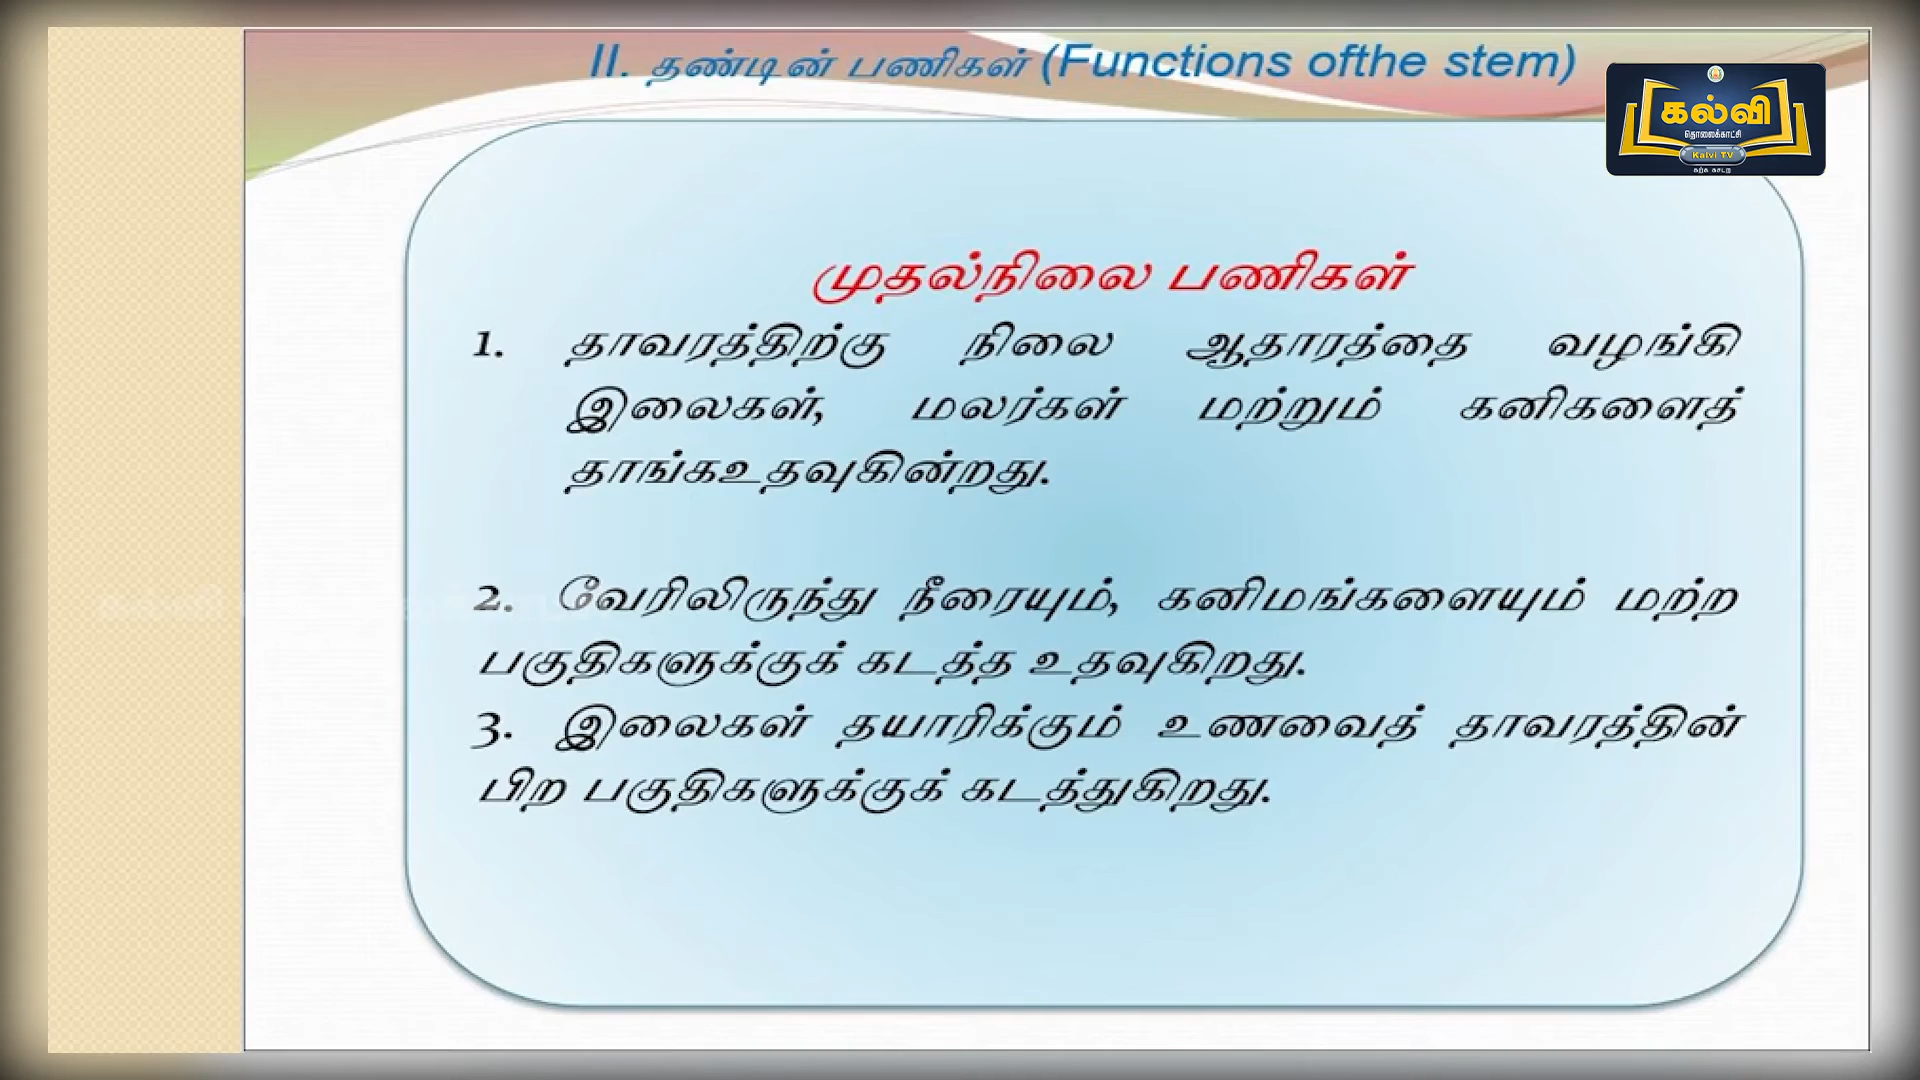 II. தண்டின் பணிகள் (Functions ofthe stem)
கல்வி
தொலைக்காட்சி
Kalvi TV
கற்க கசடற
முதல்நிலை பணிகள்
1. தாவரத்திற்கு நிலை ஆதாரத்தை வழங்கி
இலைகள், மலர்கள் மற்றும் கனிகளைத்
தாங்கஉதவுகின்றது.
2. வேரிலிருந்து நீரையும், கனிமங்களையும் மற்ற
பகுதிகளுக்குக் கடத்த உதவுகிறது.
3. இலைகள் தயாரிக்கும் உணவைத் தாவரத்தின்
பிற பகுதிகளுக்குக் கடத்துகிறது.